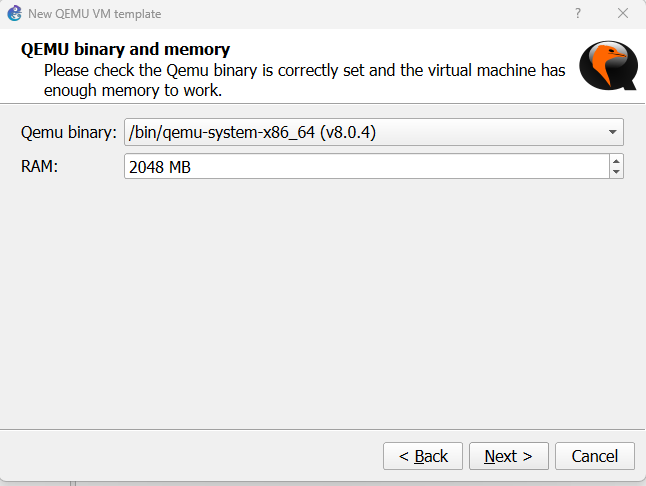 New QEMU VM template
QEMU binary and memory
Please check the Qemu binary is correctly set and the virtual machine has
enough memory to work.
Qemu binary: /bin/qemu-system-x86_64 (v8.0.4)
RAM: 2048 MB
< Back Next > Cancel